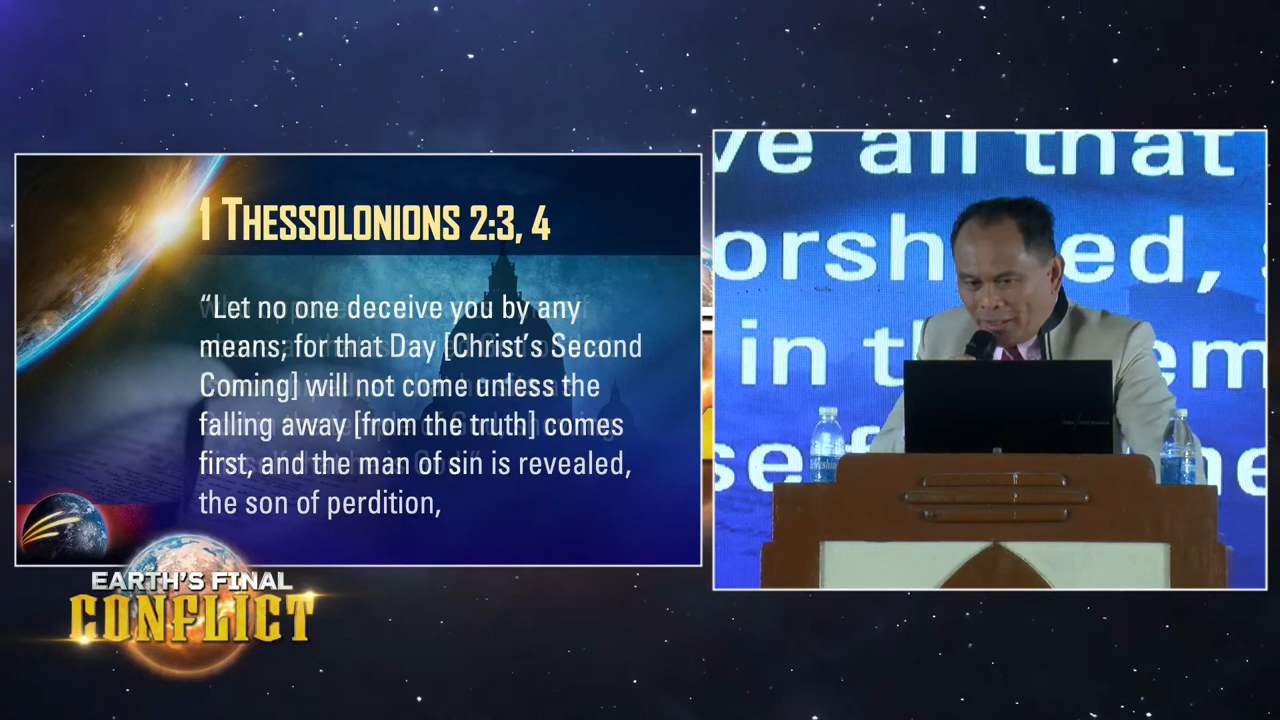 1 THESSOLONIONS 2:3, 4
“Let no one deceive you by any
means; for that Day [Christ’s Second
Coming] will not come unless the
falling away [from the truth] comes
first, and the man of sin is revealed,
the son of perdition,
EARTH’S FINAL
CONFLICT
ve all that
orsh ed, s
in t em
sef ne